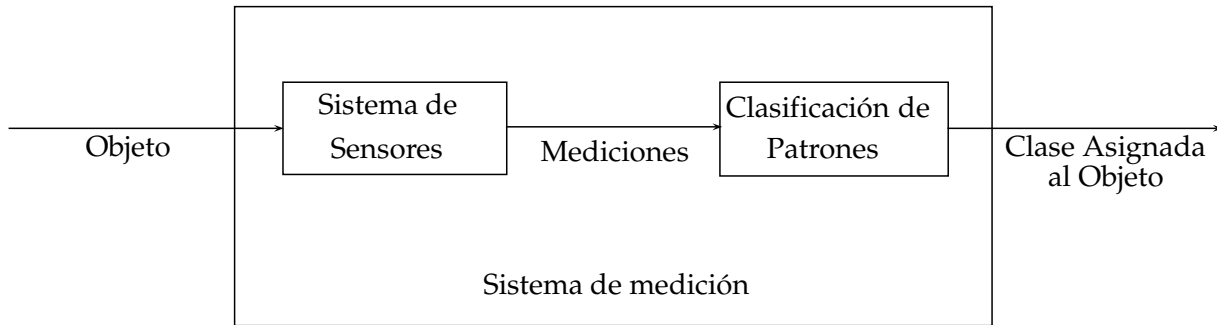 Objeto
Sistema de
Sensores
Mediciones
Clasificación de
Patrones
Clase Asignada
al Objeto
Sistema de medición